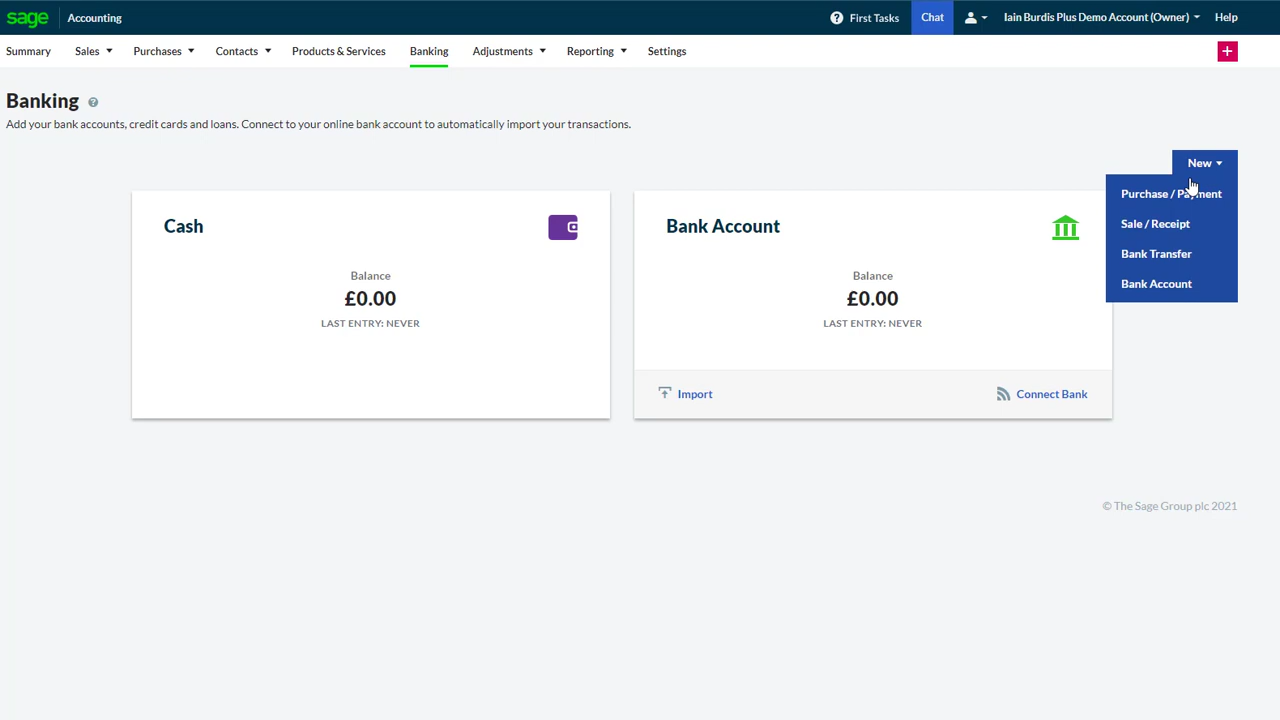 sage Accounting First Tasks Chat Iain Burdis Plus Demo Account (Owner) Help
Summary Sales Purchases Contacts Products & Services Banking Adjustments Reporting Settings
Banking
Add your bank accounts, credit cards and loans. Connect to your online bank account to automatically import your transactions.
New
Purchase / Payment
Sale / Receipt
Bank Transfer
Bank Account
Cash
Balance
£0.00
LAST ENTRY: NEVER
Bank Account
Balance
£0.00
LAST ENTRY: NEVER
Import Connect Bank
© The Sage Group plc 2021